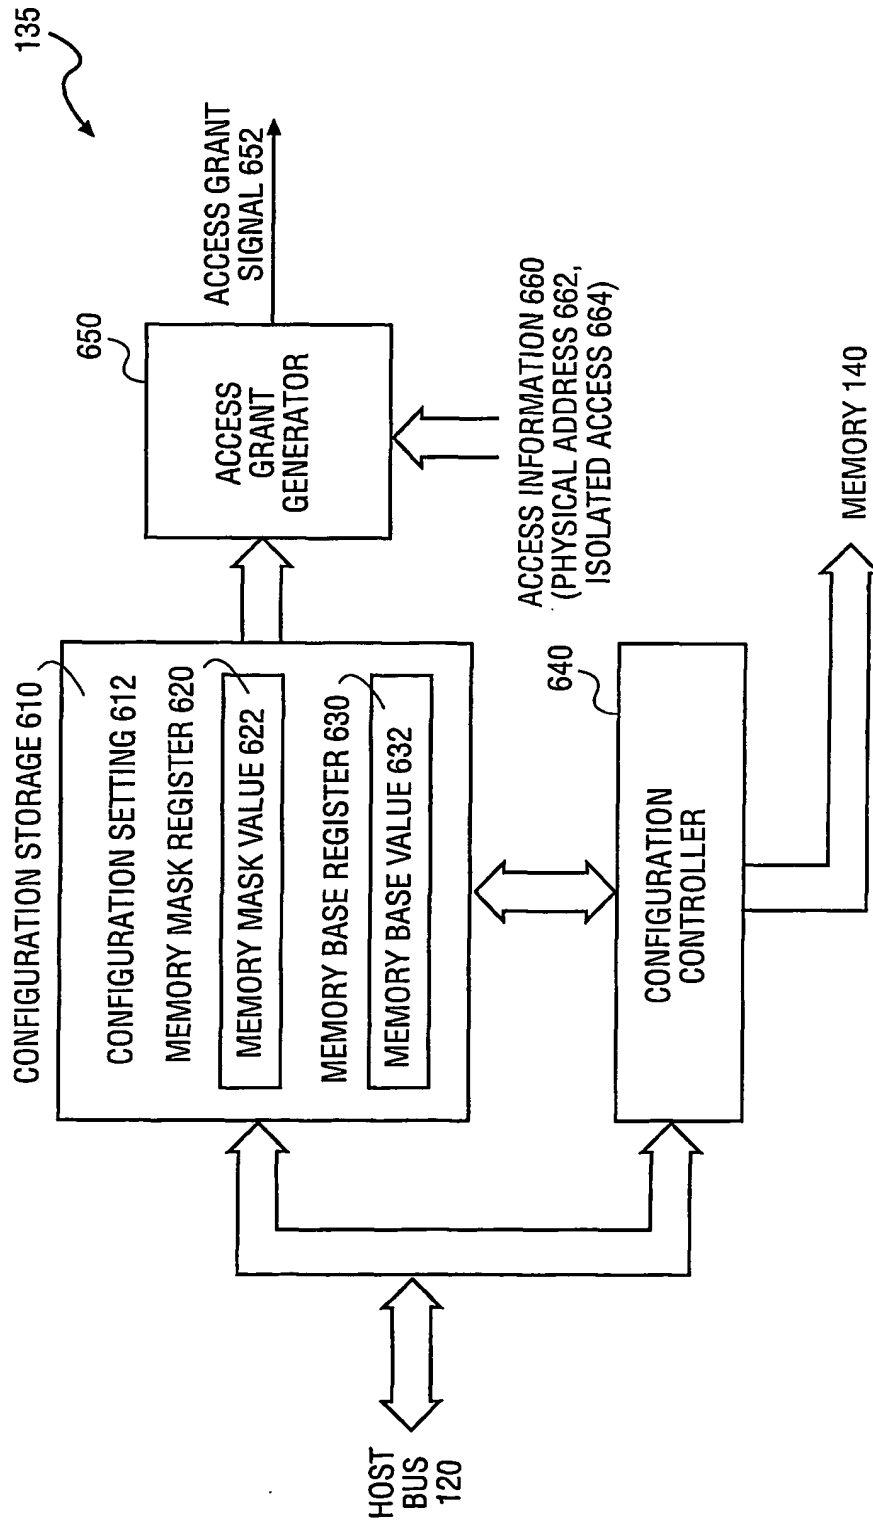 135
CONFIGURATION STORAGE 610
CONFIGURATION SETTING 612
MEMORY MASK REGISTER 620
MEMORY MASK VALUE 622
MEMORY BASE REGISTER 630
MEMORY BASE VALUE 632
650
ACCESS
GRANT
GENERATOR
ACCESS GRANT
SIGNAL 652
ACCESS INFORMATION 660
(PHYSICAL ADDRESS 662,
ISOLATED ACCESS 664)
HOST
BUS
120
640
CONFIGURATION
CONTROLLER
MEMORY 140